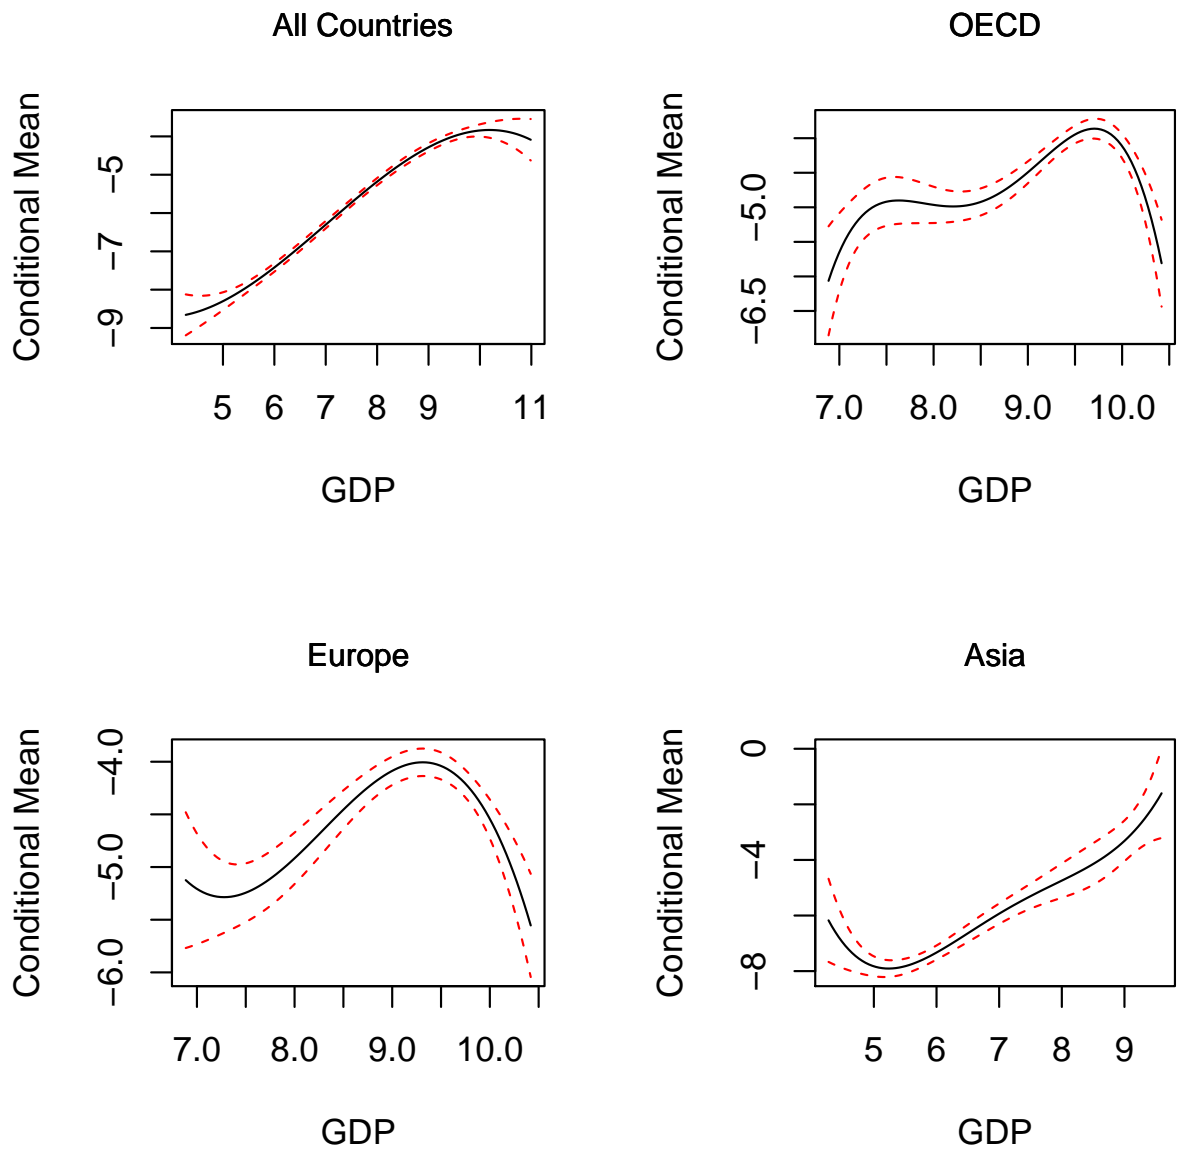 All Countries
Conditional Mean
−5
−7
−9
5 6 7 8 9 11
GDP
OECD
Conditional Mean
−5.0
−6.5
7.0 8.0 9.0 10.0
GDP
Europe
Conditional Mean
−4.0
−5.0
−6.0
7.0 8.0 9.0 10.0
GDP
Asia
Conditional Mean
0
−4
−8
5 6 7 8 9
GDP